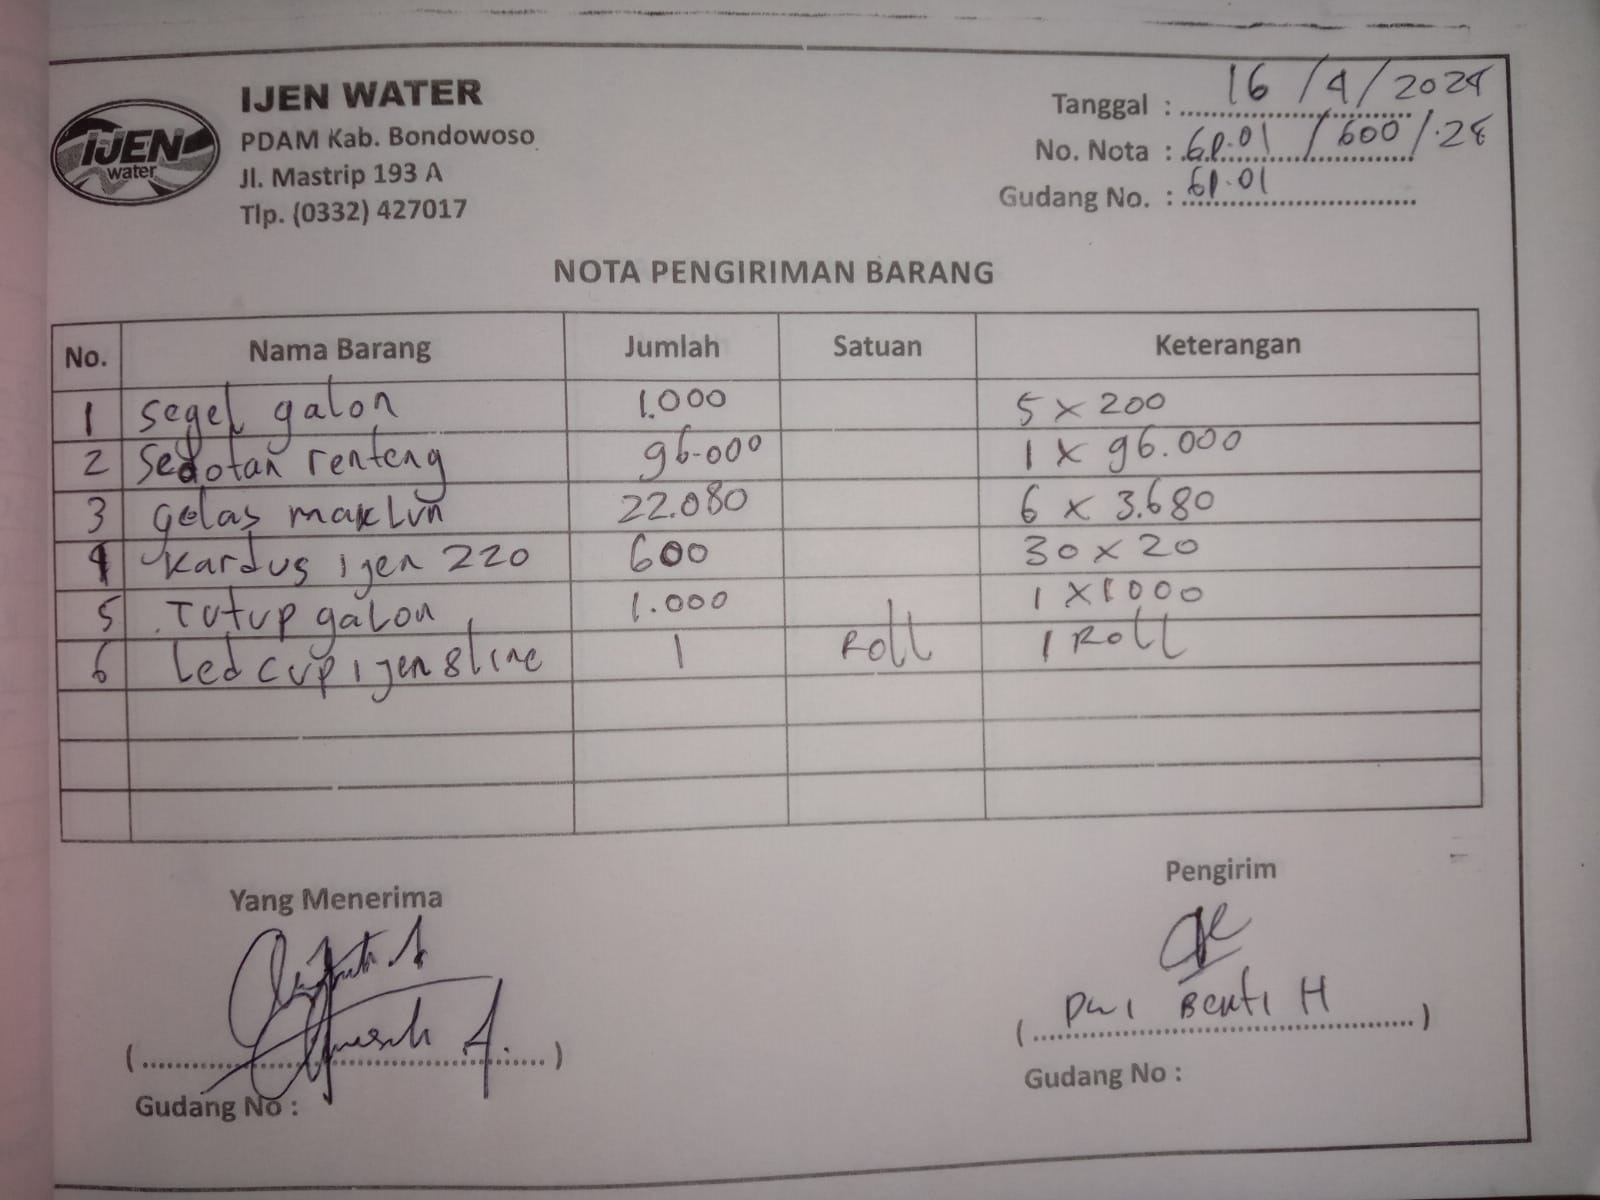 IJEN WATER
PDAM Kab. Bondowoso
Jl. Mastrip 193 A
Tlp. (0332) 427017
IJEN
water
Tanggal : 16 / 4 / 2024
No. Nota : 61.01 / 600 / 28
Gudang No. : 61.01
NOTA PENGIRIMAN BARANG
No. Nama Barang Jumlah Satuan Keterangan
1 segel galon 1.000 5 x 200
2 Sedotan renteng 96.000 1 x 96.000
3 gelas maklun 22.080 6 x 3.680
4 Kardus ijen 220 600 30 x 20
5 Tutup galon 1.000 1 x 1000
6 Led cup ijen 8 line 1 Roll 1 Roll
Yang Menerima
Pengirim
( Dwi H )
( )
Gudang No :
Gudang No :